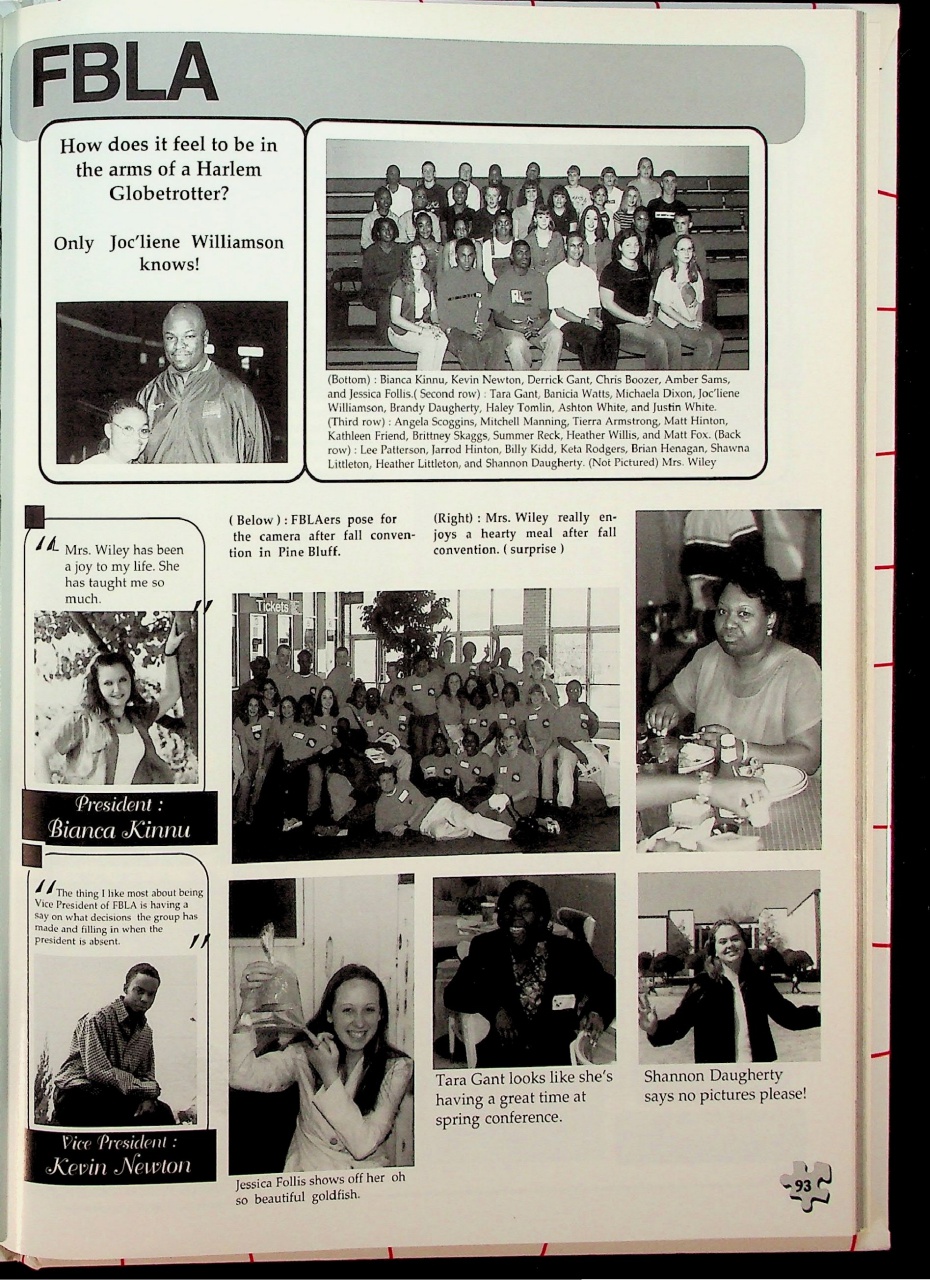 FBLA
How does it feel to be in
the arms of a Harlem
Globetrotter?
Only Joc'liene Williamson
knows!
(Bottom) : Bianca Kinnu, Kevin Newton, Derrick Gant, Chris Boozer, Amber Sams,
and Jessica Follis.( Second row) : Tara Gant, Banicia Watts, Michaela Dixon, Joc'liene
Williamson, Brandy Daugherty, Haley Tomlin, Ashton White, and Justin White.
(Third row) : Angela Scoggins, Mitchell Manning, Tierra Armstrong, Matt Hinton,
Kathleen Friend, Brittney Skaggs, Summer Reck, Heather Willis, and Matt Fox. (Back
row) : Lee Patterson, Jarrod Hinton, Billy Kidd, Keta Rodgers, Brian Henagan, Shawna
Littleton, Heather Littleton, and Shannon Daugherty. (Not Pictured) Mrs. Wiley
" Mrs. Wiley has been
a joy to my life. She
has taught me so
much. "
President :
Bianca Kinnu
( Below ) : FBLAers pose for
the camera after fall conven-
tion in Pine Bluff.
(Right) : Mrs. Wiley really en-
joys a hearty meal after fall
convention. ( surprise )
Tickets
" The thing I like most about being
Vice President of FBLA is having a
say on what decisions the group has
made and filling in when the
president is absent. "
Vice President :
Kevin Newton
Jessica Follis shows off her oh
so beautiful goldfish.
Tara Gant looks like she's
having a great time at
spring conference.
Shannon Daugherty
says no pictures please!
93